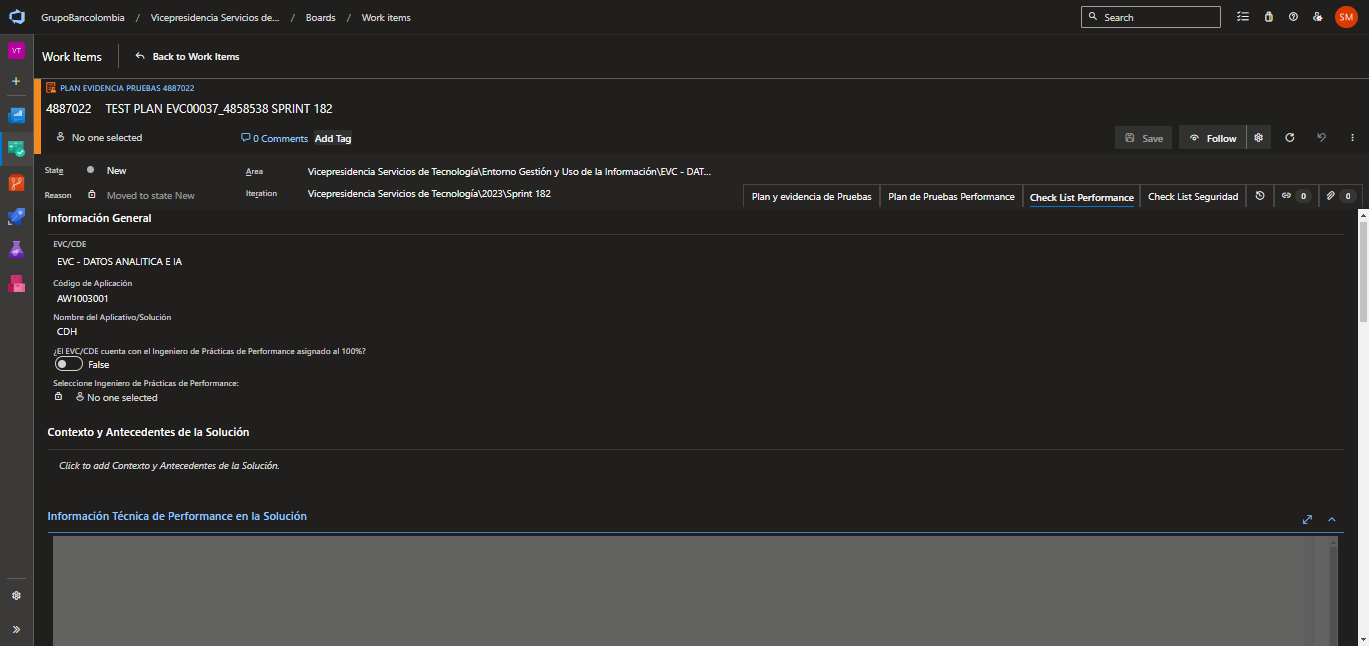 GrupoBancolombia / Vicepresidencia Servicios de... / Boards / Work items
Search
SM
VT
Work Items
Back to Work Items
PLAN EVIDENCIA PRUEBAS 4887022
4887022 TEST PLAN EVC00037_4858538 SPRINT 182
No one selected
0 Comments
Add Tag
Save
Follow
State
New
Area
Vicepresidencia Servicios de Tecnología\Entorno Gestión y Uso de la Información\EVC - DAT...
Reason
Moved to state New
Iteration
Vicepresidencia Servicios de Tecnología\2023\Sprint 182
Plan y evidencia de Pruebas
Plan de Pruebas Performance
Check List Performance
Check List Seguridad
0
0
Información General
EVC/CDE
EVC - DATOS ANALITICA E IA
Código de Aplicación
AW1003001
Nombre del Aplicativo/Solución
CDH
¿El EVC/CDE cuenta con el Ingeniero de Prácticas de Performance asignado al 100%?
False
Seleccione Ingeniero de Prácticas de Performance:
No one selected
Contexto y Antecedentes de la Solución
Click to add Contexto y Antecedentes de la Solución.
Información Técnica de Performance en la Solución